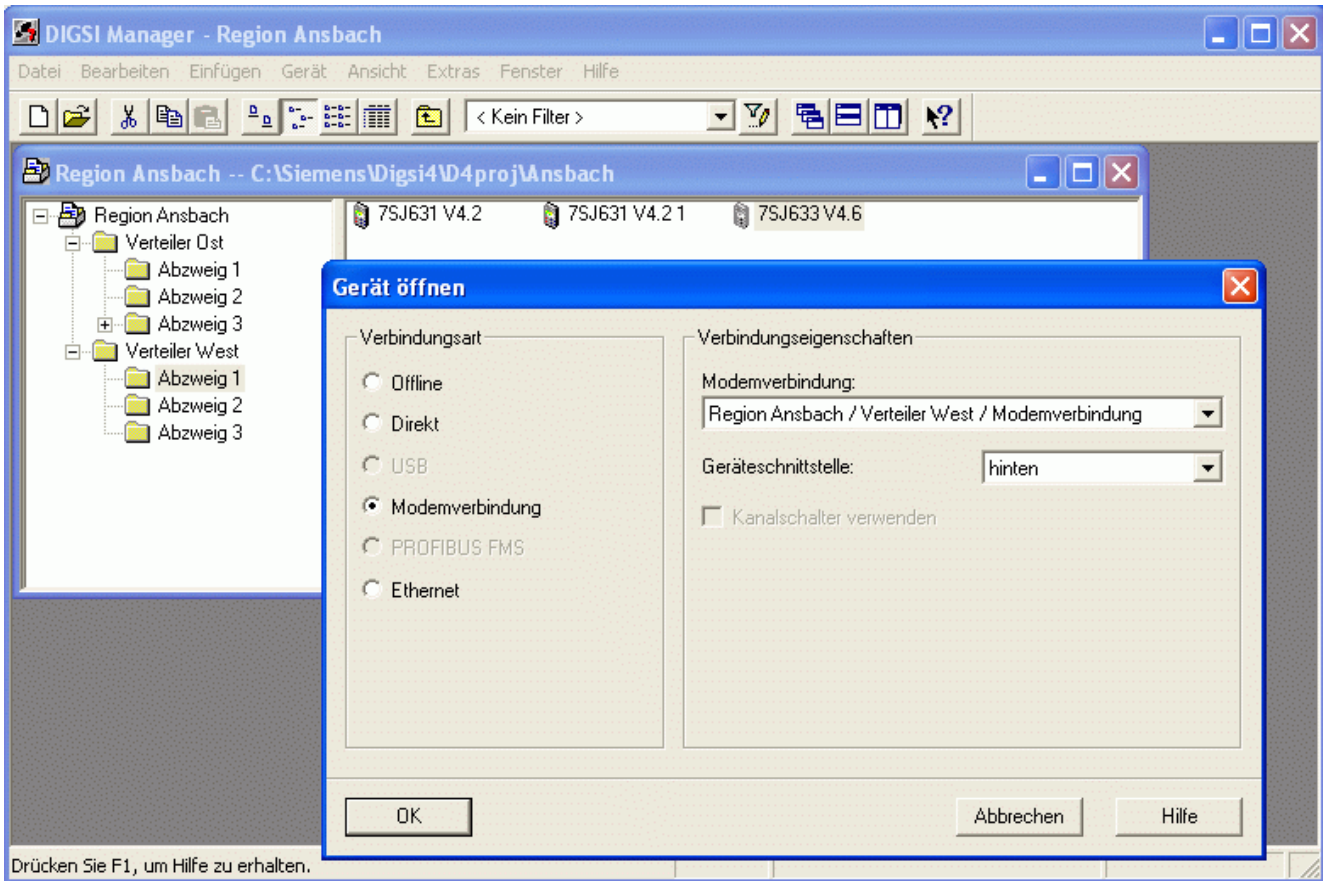 DIGSI Manager - Region Ansbach
Datei Bearbeiten Einfügen Gerät Ansicht Extras Fenster Hilfe
< Kein Filter >
Region Ansbach -- C:\Siemens\Digsi4\D4proj\Ansbach
Region Ansbach
Verteiler Ost
Abzweig 1
Abzweig 2
Abzweig 3
Verteiler West
Abzweig 1
Abzweig 2
Abzweig 3
7SJ631 V4.2 7SJ631 V4.2 1 7SJ633 V4.6
Gerät öffnen
Verbindungsart
Offline
Direkt
USB
Modemverbindung
PROFIBUS FMS
Ethernet
Verbindungseigenschaften
Modemverbindung:
Region Ansbach / Verteiler West / Modemverbindung
Geräteschnittstelle: hinten
Kanalschalter verwenden
OK Abbrechen Hilfe
Drücken Sie F1, um Hilfe zu erhalten.